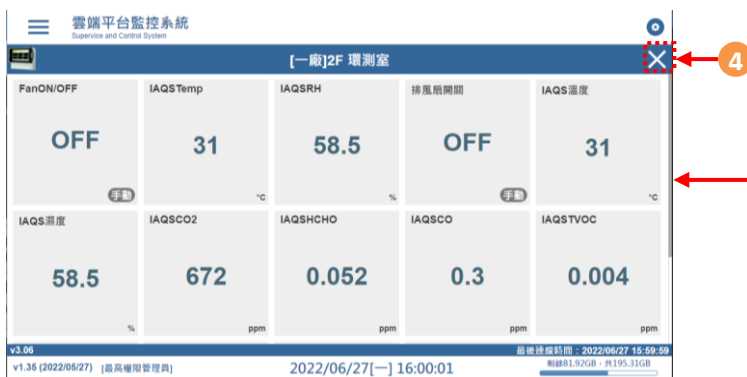 雲端平台監控系統
Supervise and Control System
[一廠]2F 環測室
4
FanON/OFF
OFF
手動
IAQSTemp
31
°C
IAQSRH
58.5
%
排風扇開關
OFF
手動
IAQS溫度
31
°C
IAQS濕度
58.5
%
IAQSCO2
672
ppm
IAQSHCHO
0.052
ppm
IAQSCO
0.3
ppm
IAQSTVOC
0.004
ppm
v3.06
最後連線時間：2022/06/27 15:59:59
v1.35 (2022/05/27) [最高權限管理員]
2022/06/27[一] 16:00:01
剩餘81.92GB，共195.31GB